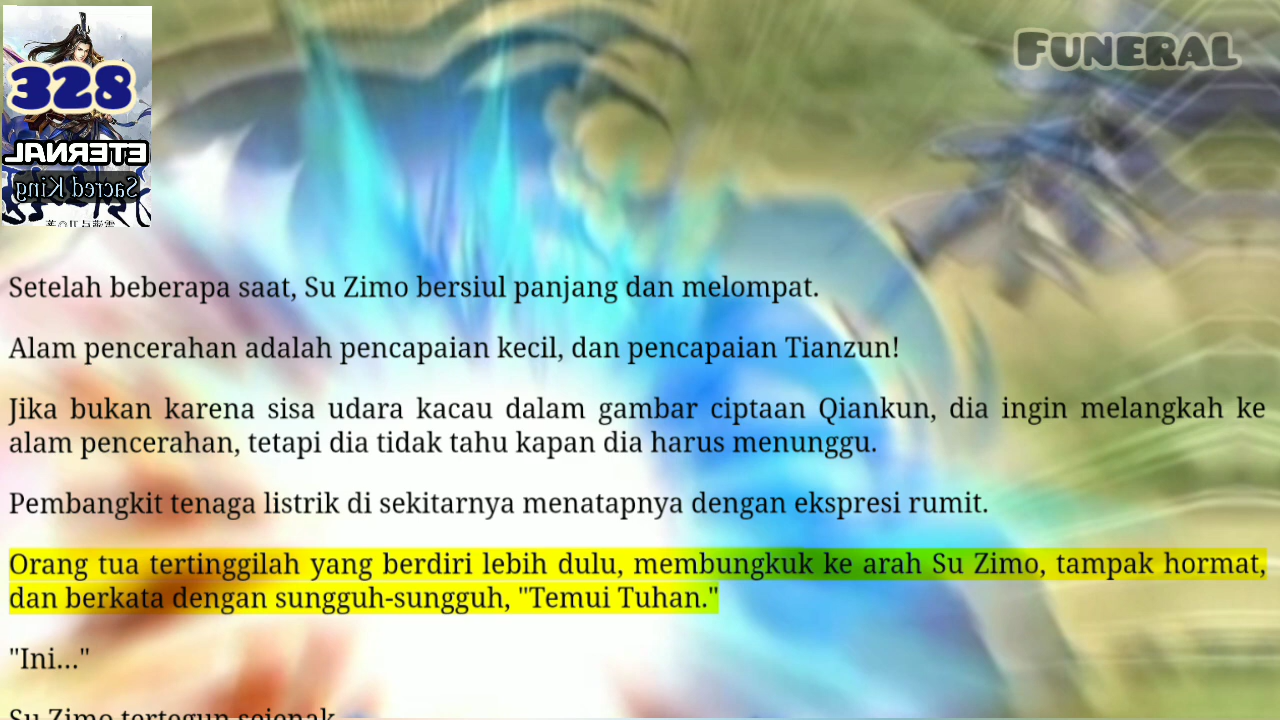 FUNERAL
328
ETERNAL
Sacred King
Setelah beberapa saat, Su Zimo bersiul panjang dan melompat.
Alam pencerahan adalah pencapaian kecil, dan pencapaian Tianzun!
Jika bukan karena sisa udara kacau dalam gambar ciptaan Qiankun, dia ingin melangkah ke
alam pencerahan, tetapi dia tidak tahu kapan dia harus menunggu.
Pembangkit tenaga listrik di sekitarnya menatapnya dengan ekspresi rumit.
Orang tua tertinggilah yang berdiri lebih dulu, membungkuk ke arah Su Zimo, tampak hormat,
dan berkata dengan sungguh-sungguh, "Temui Tuhan."
"Ini..."
Su Zimo tertegun sejenak